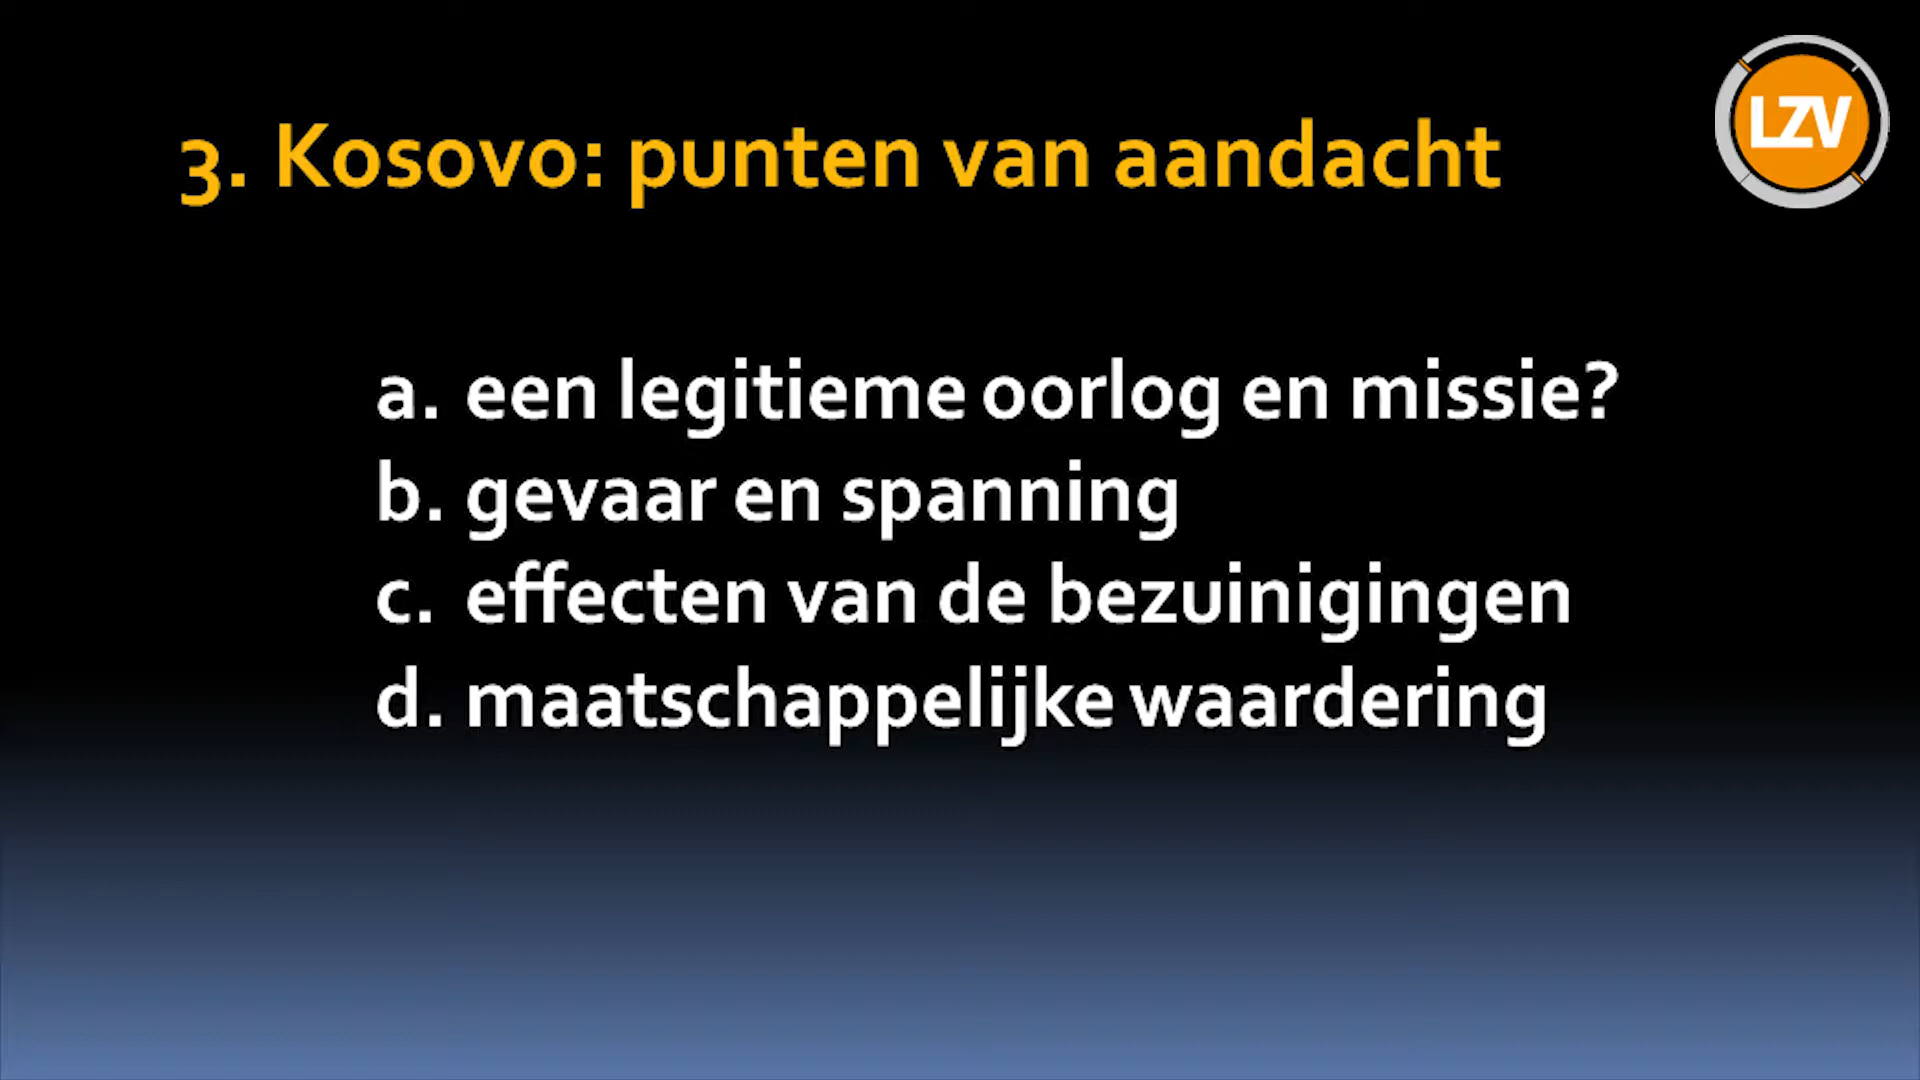 LZV
3. Kosovo: punten van aandacht
a. een legitieme oorlog en missie?
b. gevaar en spanning
c. effecten van de bezuinigingen
d. maatschappelijke waardering